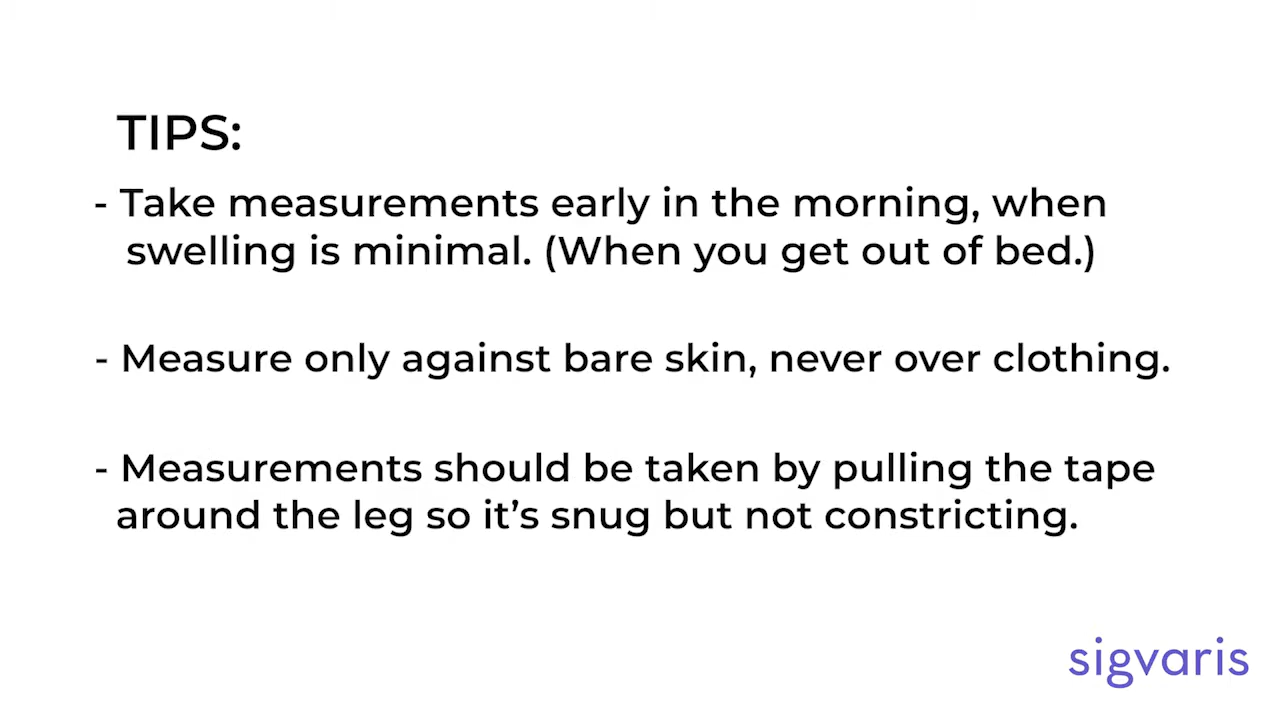 TIPS:
- Take measurements early in the morning, when
swelling is minimal. (When you get out of bed.)
- Measure only against bare skin, never over clothing.
- Measurements should be taken by pulling the tape
around the leg so it’s snug but not constricting.
sigvaris